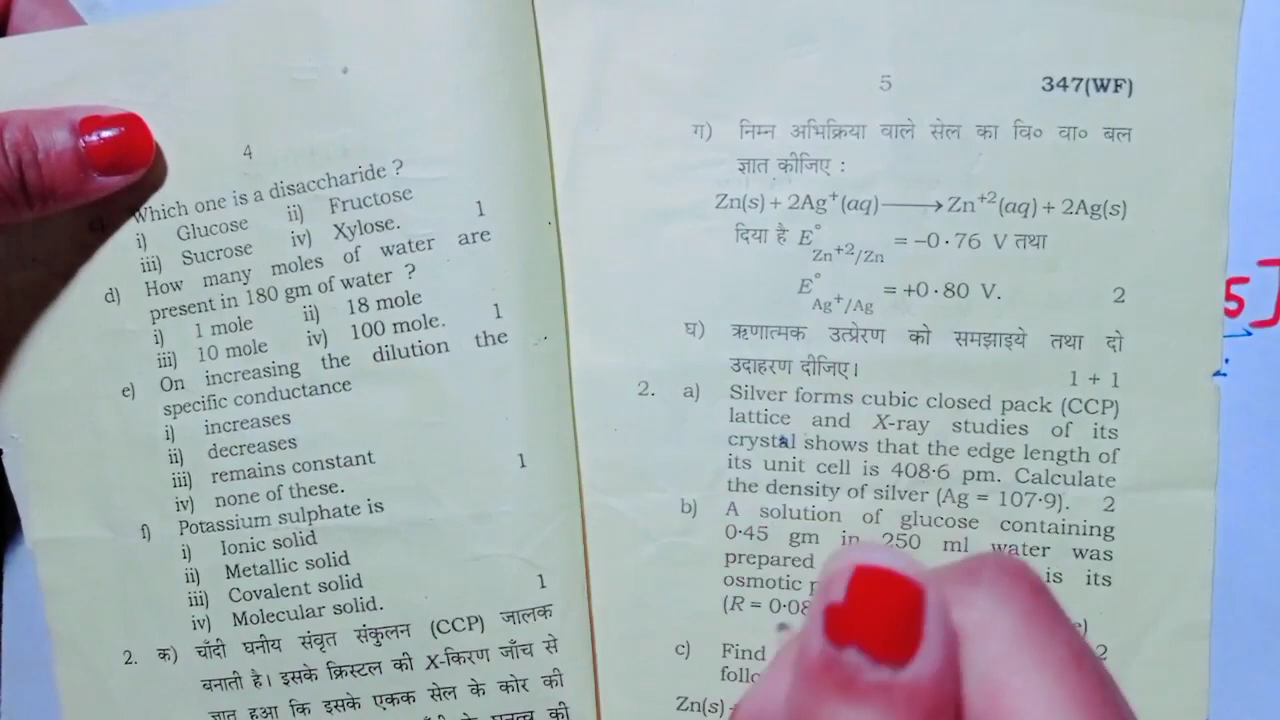 4
Which one is a disaccharide ?
i) Glucose ii) Fructose
iii) Sucrose iv) Xylose. 1
d) How many moles of water are
present in 180 gm of water ?
i) 1 mole ii) 18 mole
iii) 10 mole iv) 100 mole. 1
e) On increasing the dilution the
specific conductance
i) increases
ii) decreases
iii) remains constant
iv) none of these. 1
f) Potassium sulphate is
i) Ionic solid
ii) Metallic solid
iii) Covalent solid
iv) Molecular solid. 1
2. क) चाँदी घनीय संवृत संकुलन (CCP) जालक
बनाती है। इसके क्रिस्टल की X-किरण जाँच से
ज्ञात हुआ कि इसके एकक सेल के कोर की
5 347(WF)
ग) निम्न अभिक्रिया वाले सेल का वि० वा० बल
ज्ञात कीजिए :
Zn(s) + 2Ag⁺(aq) ⟶ Zn⁺²(aq) + 2Ag(s)
दिया है E°Zn⁺²/Zn = –0·76 V तथा
E°Ag⁺/Ag = +0·80 V. 2
घ) ऋणात्मक उत्प्रेरण को समझाइये तथा दो
उदाहरण दीजिए। 1 + 1
2. a) Silver forms cubic closed pack (CCP)
lattice and X-ray studies of its
crystal shows that the edge length of
its unit cell is 408·6 pm. Calculate
the density of silver (Ag = 107·9). 2
b) A solution of glucose containing
0·45 gm in 250 ml water was
prepared is its
osmotic
(R = 0·08
c) Find 2
Zn(s)
5]